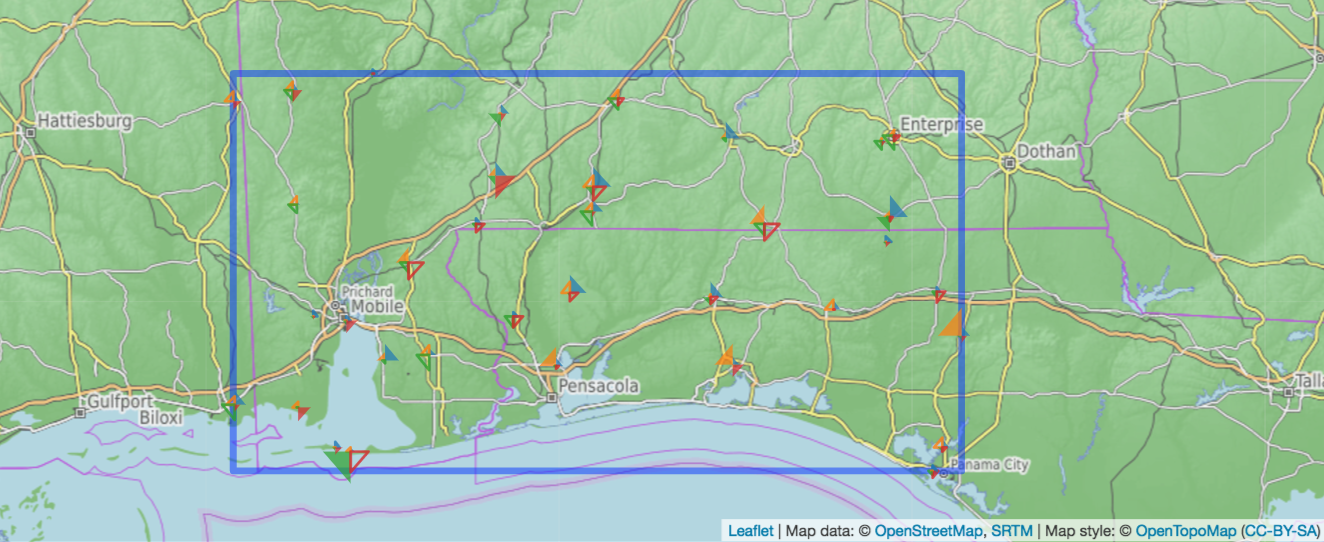 Hattiesburg
Enterprise
Dothan
Prichard
Mobile
Pensacola
Gulfport
Biloxi
Talla
Panama City
Leaflet | Map data: © OpenStreetMap, SRTM | Map style: © OpenTopoMap (CC-BY-SA)